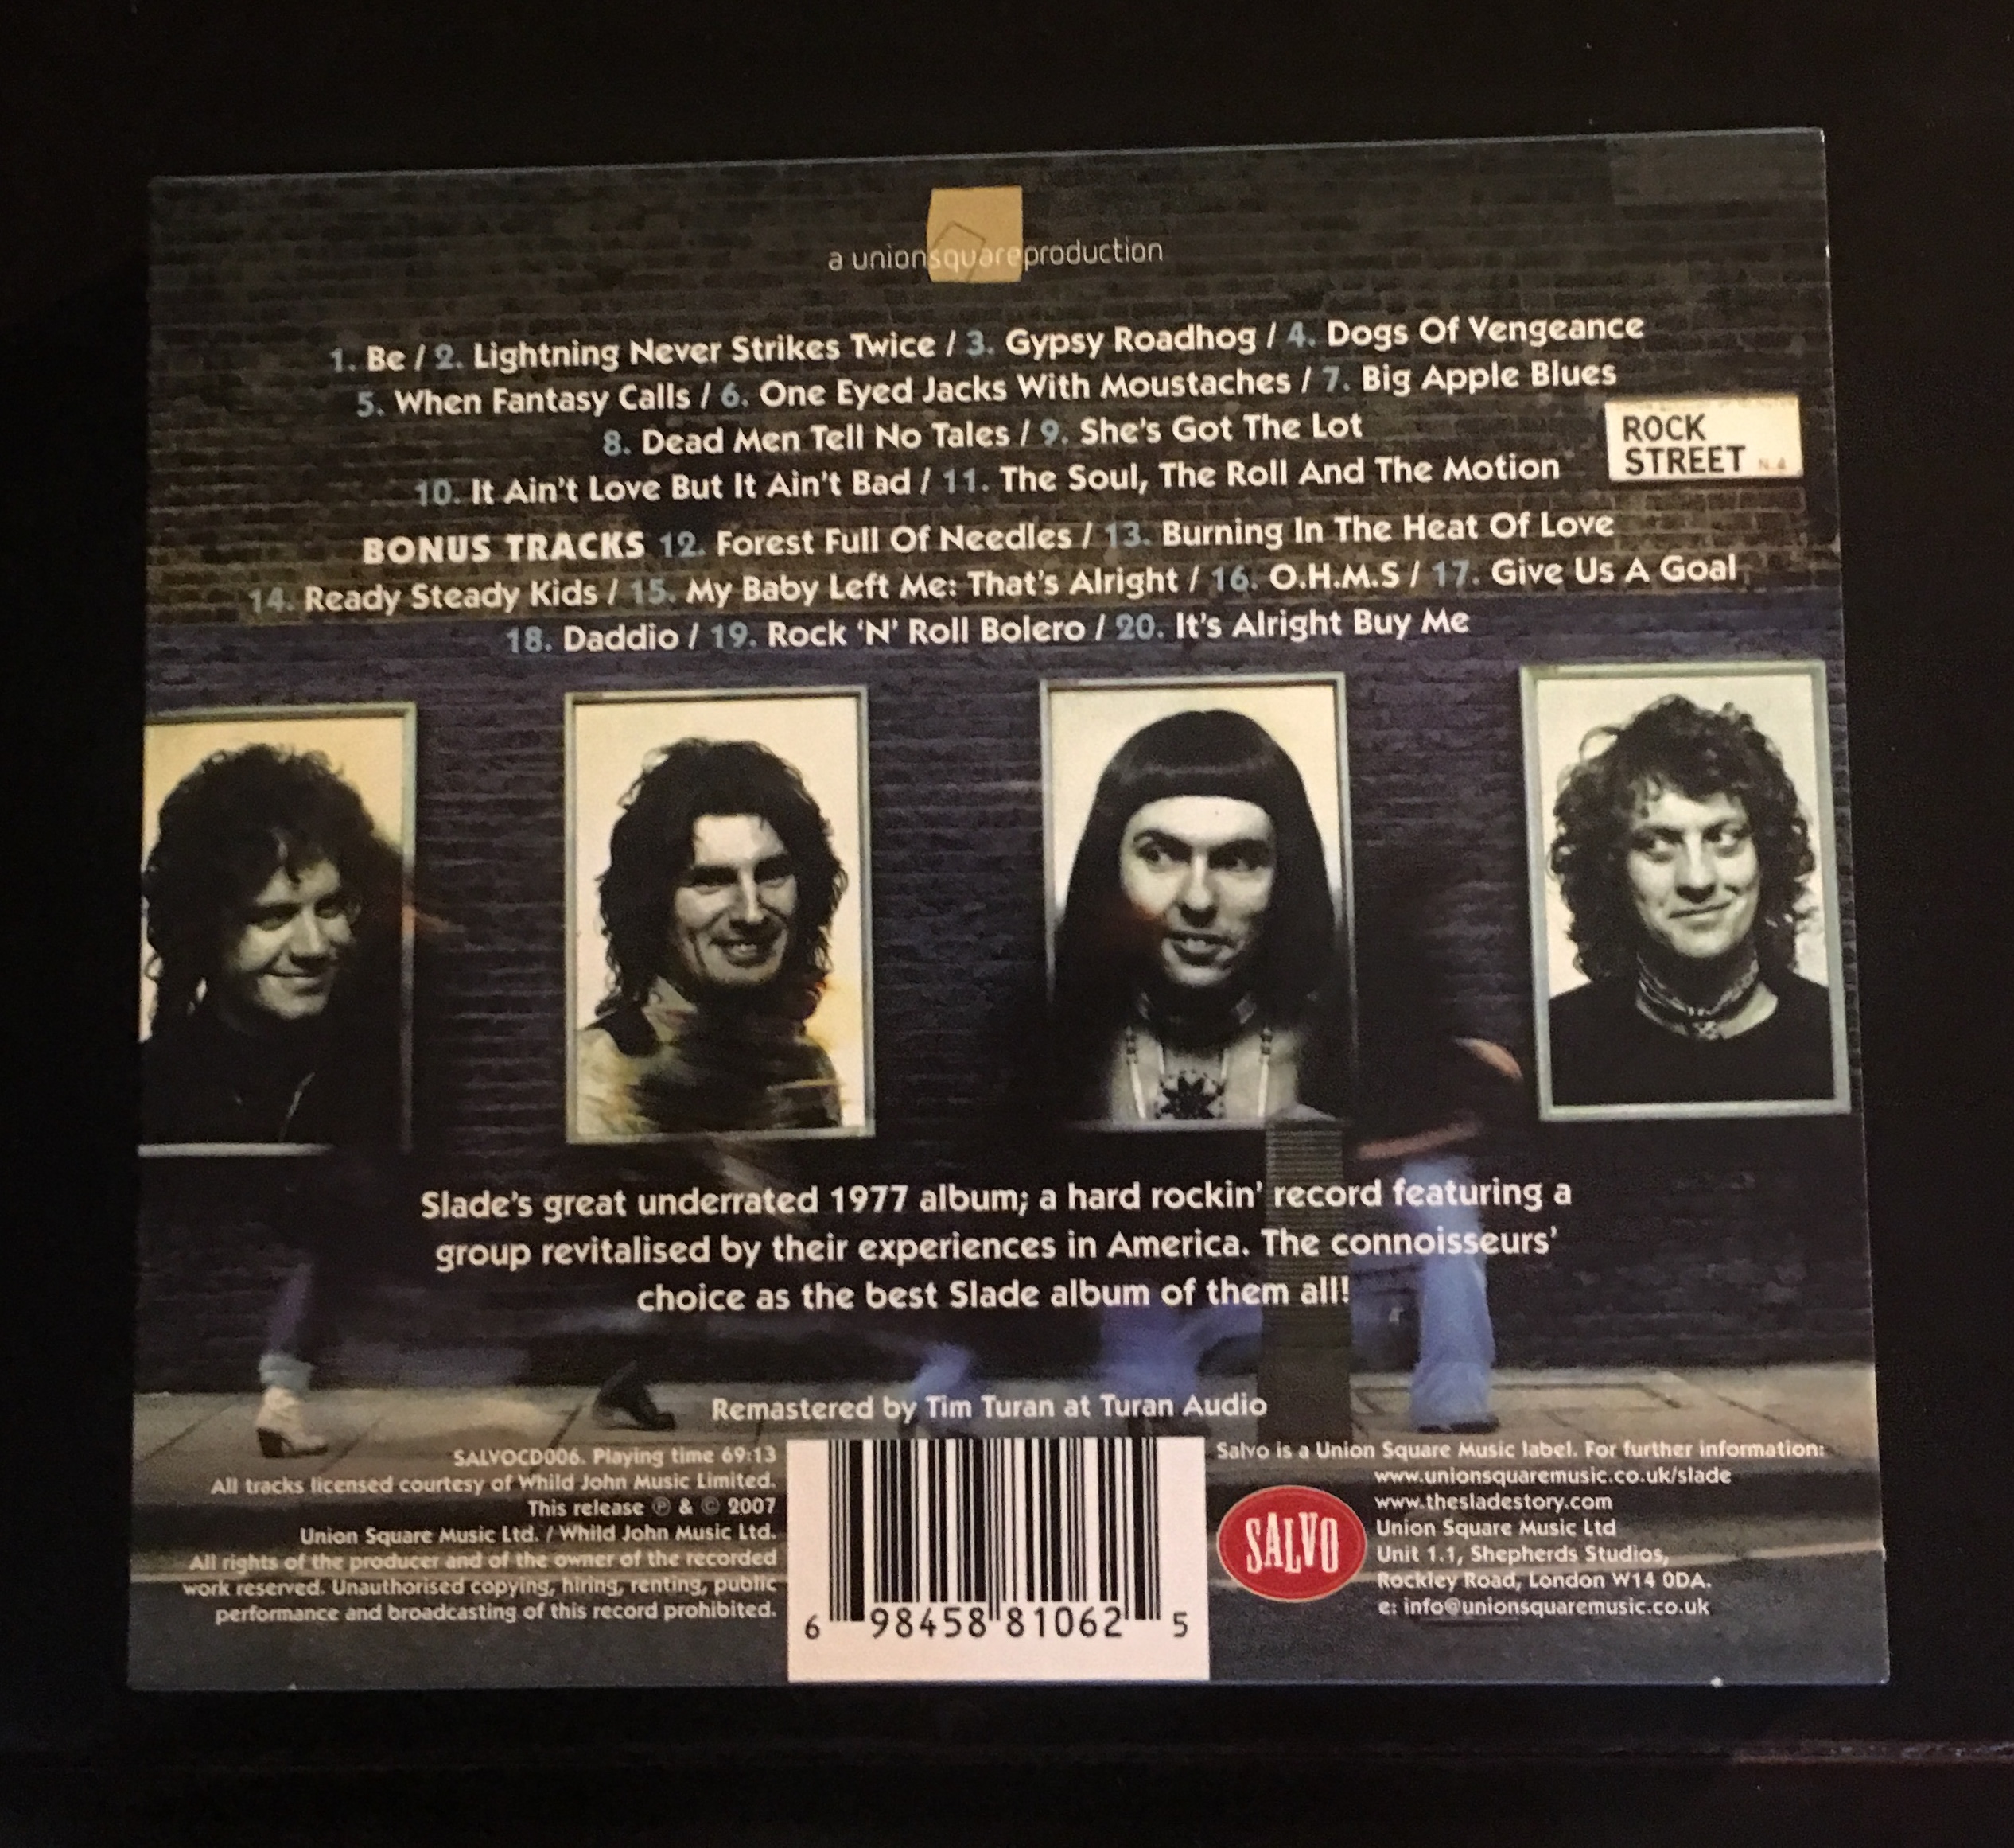 a unionsquareproduction
1. Be / 2. Lightning Never Strikes Twice / 3. Gypsy Roadhog / 4. Dogs Of Vengeance
5. When Fantasy Calls / 6. One Eyed Jacks With Moustaches / 7. Big Apple Blues
8. Dead Men Tell No Tales / 9. She's Got The Lot
10. It Ain't Love But It Ain't Bad / 11. The Soul, The Roll And The Motion
ROCK
STREET N.4
BONUS TRACKS 12. Forest Full Of Needles / 13. Burning In The Heat Of Love
14. Ready Steady Kids / 15. My Baby Left Me: That's Alright / 16. O.H.M.S / 17. Give Us A Goal
18. Daddio / 19. Rock 'N' Roll Bolero / 20. It's Alright Buy Me
Slade's great underrated 1977 album; a hard rockin' record featuring a
group revitalised by their experiences in America. The connoisseurs'
choice as the best Slade album of them all!
Remastered by Tim Turan at Turan Audio
SALVOCD006. Playing time 69:13
All tracks licensed courtesy of Whild John Music Limited.
This release ℗ & © 2007
Union Square Music Ltd. / Whild John Music Ltd.
All rights of the producer and of the owner of the recorded
work reserved. Unauthorised copying, hiring, renting, public
performance and broadcasting of this record prohibited.
6 98458 81062 5
Salvo is a Union Square Music label. For further information:
www.unionsquaremusic.co.uk/slade
www.thesladestory.com
Union Square Music Ltd
Unit 1.1, Shepherds Studios,
Rockley Road, London W14 0DA.
e: info@unionsquaremusic.co.uk
SALVO